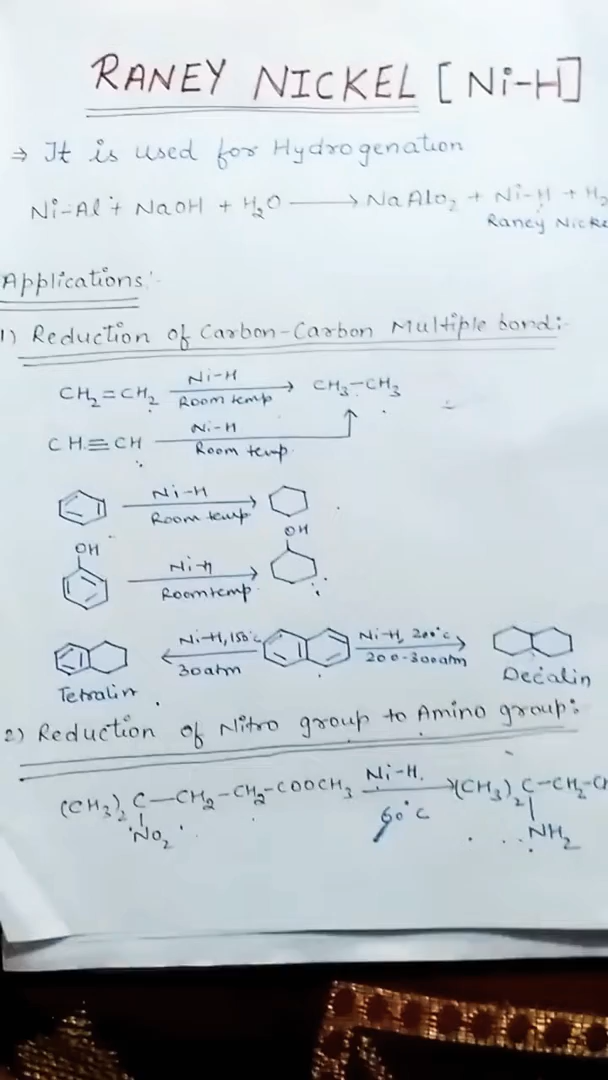 RANEY NICKEL [Ni-H]
⇒ It is used for Hydrogenation
Ni-Al + NaOH + H₂O ⟶ NaAlO₂ + Ni-H + H₂
Raney Nicke
Applications:-
1) Reduction of Carbon-Carbon Multiple bond:-
CH₂=CH₂ Ni-H Room temp → CH₃-CH₃
CH≡CH Ni-H Room temp
Ni-H Room temp →
OH OH
Ni-H Room temp →
Ni-H, 150°C 30atm Ni-H, 200°C 200-300atm
Tetralin Decalin
2) Reduction of Nitro group to Amino group:
(CH₃)₂C-CH₂-CH₂-COOCH₃ Ni-H. 60°C → (CH₃)₂C-CH₂-CH
NO₂ NH₂